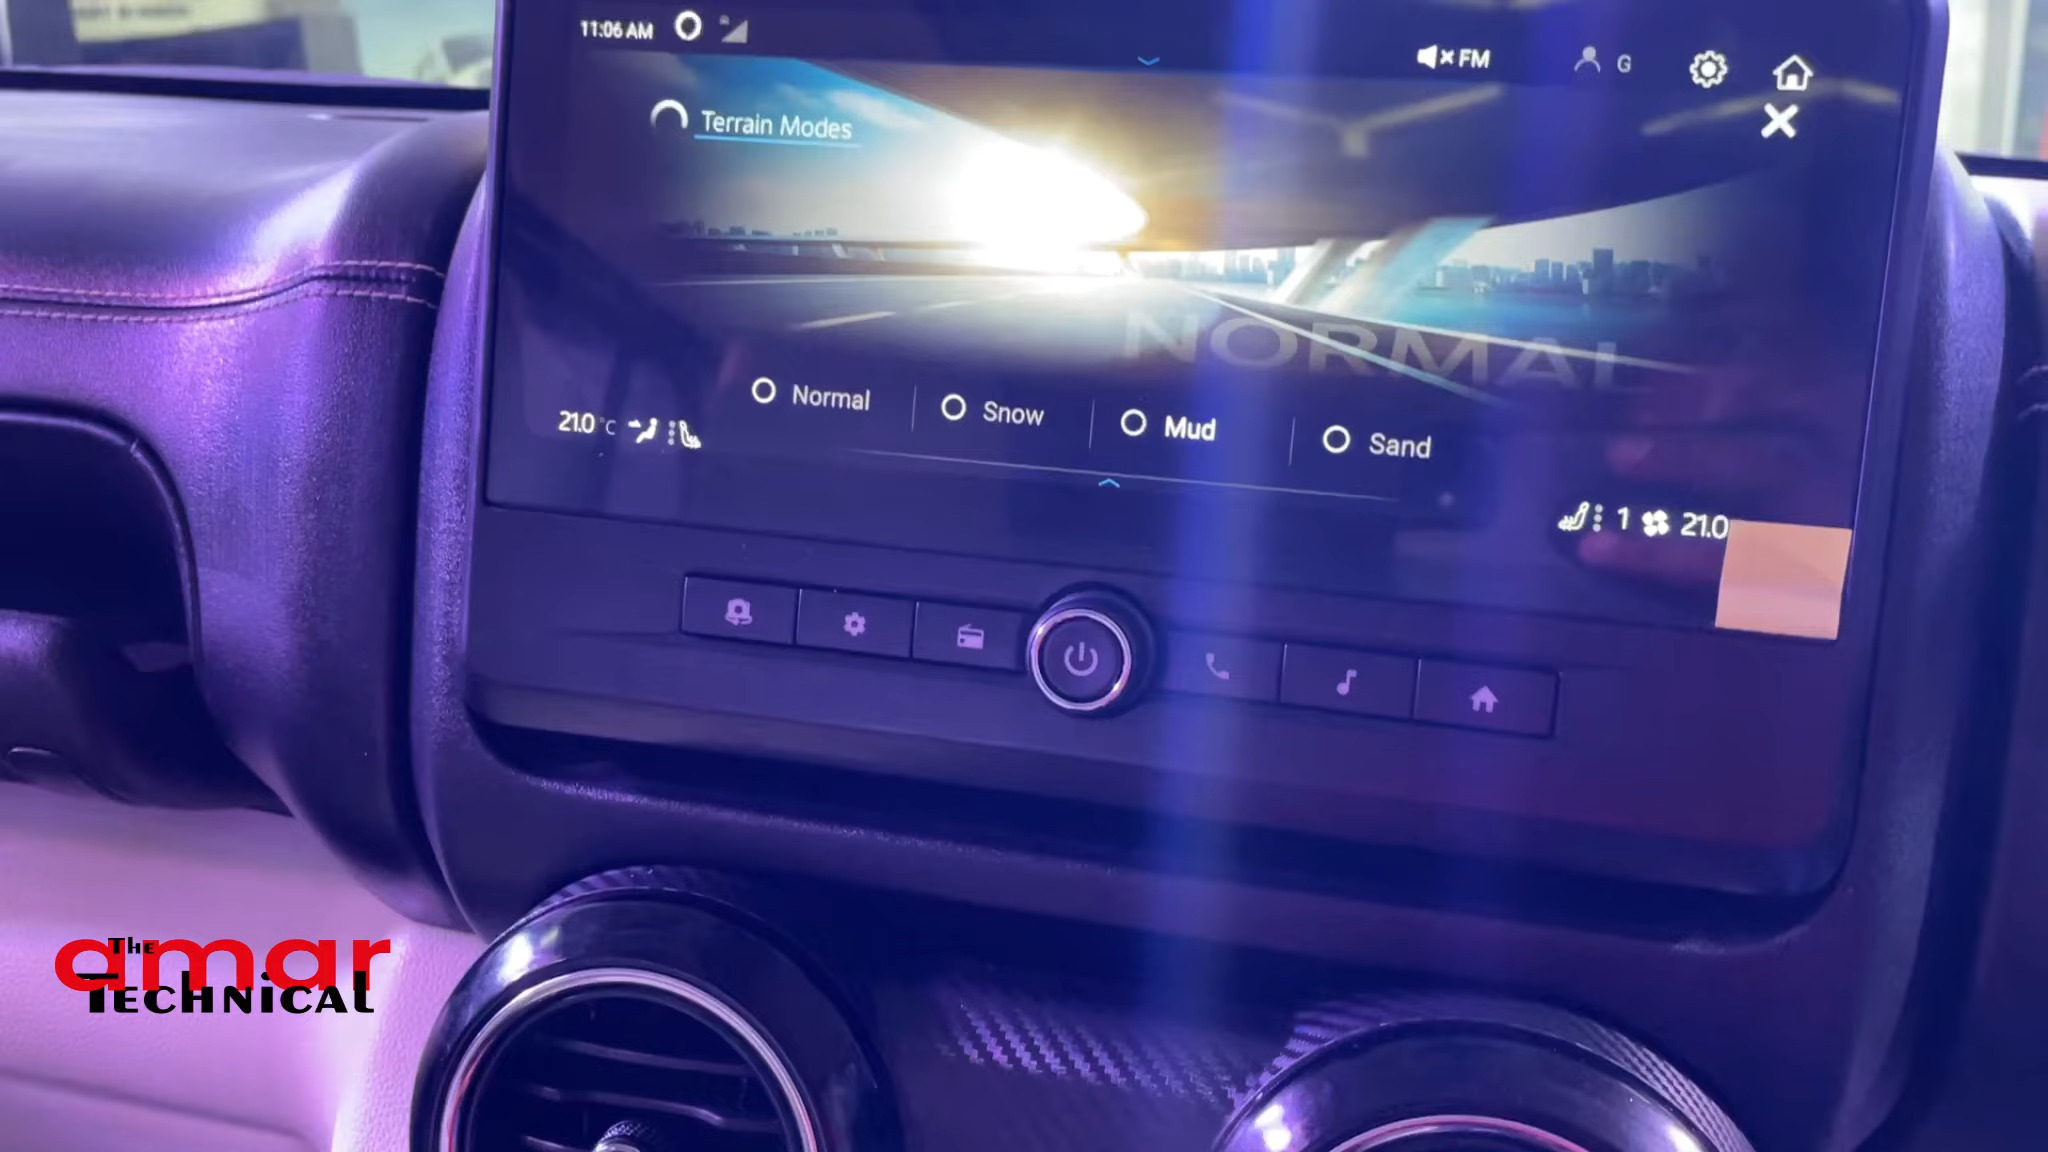 11:06 AM
FM
G
Terrain Modes
NORMAL
Normal
Snow
Mud
Sand
21.0 °C
1
21.0
The
amar
Technical